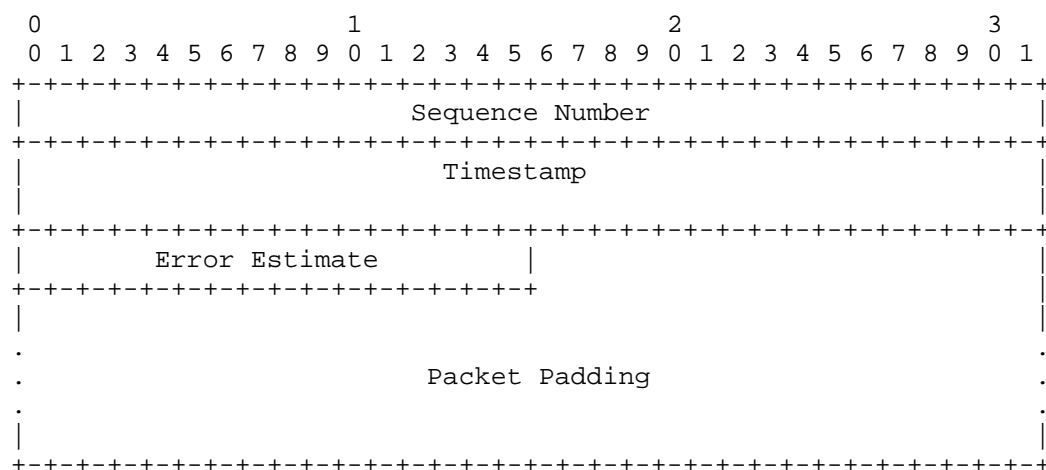 0                   1                   2                   3
 0 1 2 3 4 5 6 7 8 9 0 1 2 3 4 5 6 7 8 9 0 1 2 3 4 5 6 7 8 9 0 1
+-+-+-+-+-+-+-+-+-+-+-+-+-+-+-+-+-+-+-+-+-+-+-+-+-+-+-+-+-+-+-+-+
|                        Sequence Number                        |
+-+-+-+-+-+-+-+-+-+-+-+-+-+-+-+-+-+-+-+-+-+-+-+-+-+-+-+-+-+-+-+-+
|                          Timestamp                            |
|                                                               |
+-+-+-+-+-+-+-+-+-+-+-+-+-+-+-+-+-+-+-+-+-+-+-+-+-+-+-+-+-+-+-+-+
|        Error Estimate         |                               |
+-+-+-+-+-+-+-+-+-+-+-+-+-+-+-+-+                               |
|                                                               |
.                                                               .
.                         Packet Padding                        .
.                                                               .
|                                                               |
+-+-+-+-+-+-+-+-+-+-+-+-+-+-+-+-+-+-+-+-+-+-+-+-+-+-+-+-+-+-+-+-+